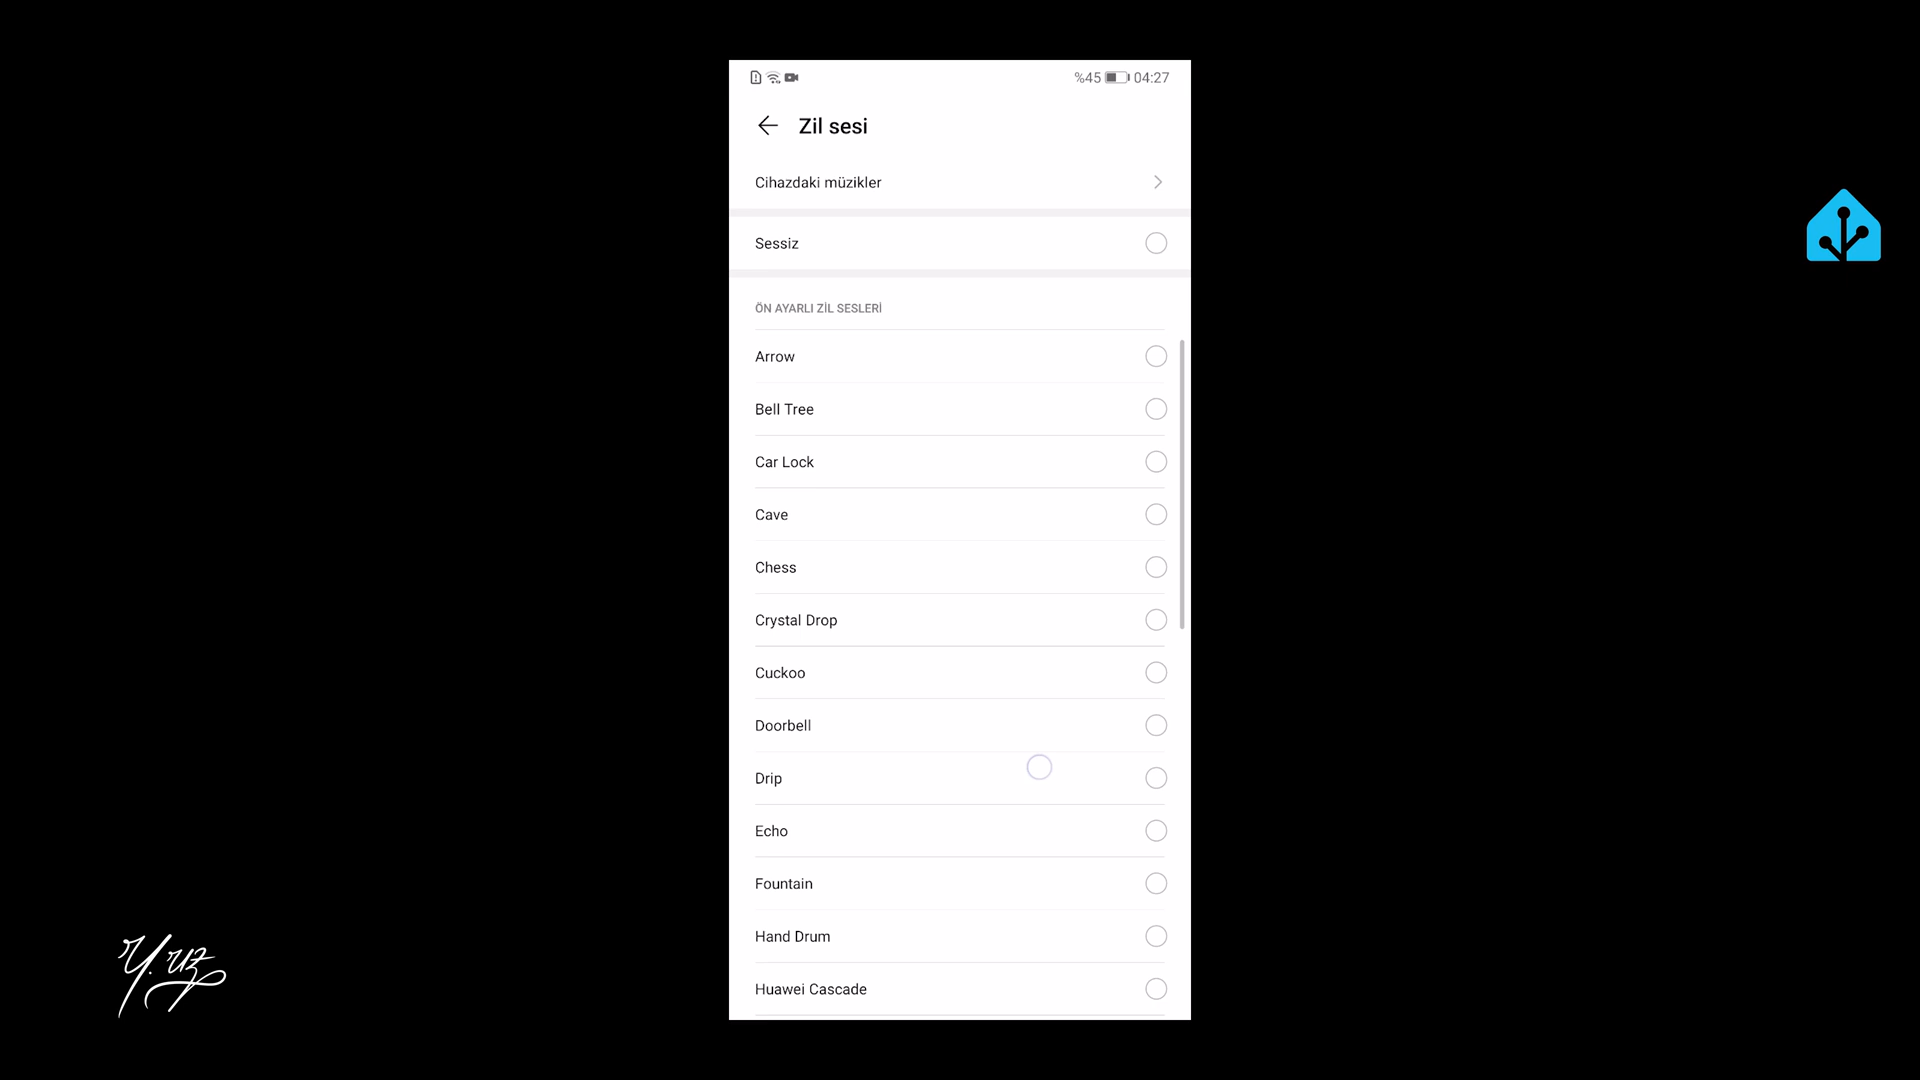 %45 04:27
Zil sesi
Cihazdaki müzikler
Sessiz
ÖN AYARLI ZİL SESLERİ
Arrow
Bell Tree
Car Lock
Cave
Chess
Crystal Drop
Cuckoo
Doorbell
Drip
Echo
Fountain
Hand Drum
Huawei Cascade
Y.uz